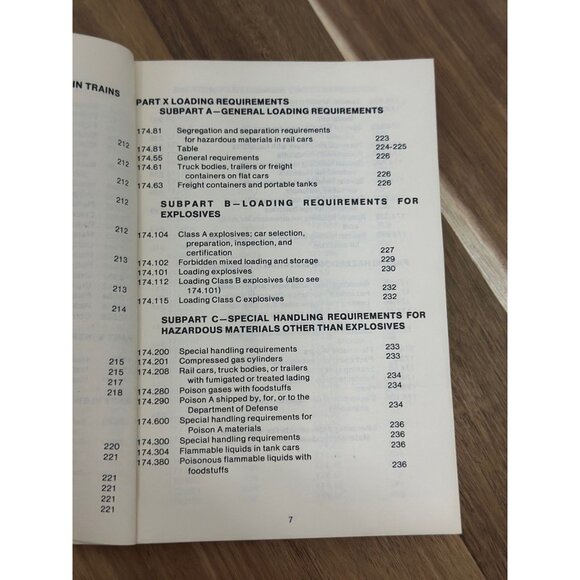 IN TRAINS
212
212
212
212
212
213
213
214
215
215
217
218
220
221
221
221
221
221
PART X LOADING REQUIREMENTS
SUBPART A—GENERAL LOADING REQUIREMENTS
174.81 Segregation and separation requirements
for hazardous materials in rail cars 223
174.81 Table 224-225
174.55 General requirements 226
174.61 Truck bodies, trailers or freight
containers on flat cars 226
174.63 Freight containers and portable tanks 226
SUBPART B—LOADING REQUIREMENTS FOR
EXPLOSIVES
174.104 Class A explosives; car selection,
preparation, inspection, and
certification 227
174.102 Forbidden mixed loading and storage 229
174.101 Loading explosives 230
174.112 Loading Class B explosives (also see
174.101) 232
174.115 Loading Class C explosives 232
SUBPART C—SPECIAL HANDLING REQUIREMENTS FOR
HAZARDOUS MATERIALS OTHER THAN EXPLOSIVES
174.200 Special handling requirements 233
174.201 Compressed gas cylinders 233
174.208 Rail cars, truck bodies, or trailers
with fumigated or treated lading 234
174.280 Poison gases with foodstuffs 234
174.290 Poison A shipped by, for, or to the
Department of Defense 234
174.600 Special handling requirements for
Poison A materials 236
174.300 Special handling requirements 236
174.304 Flammable liquids in tank cars 236
174.380 Poisonous flammable liquids with
foodstuffs 236
7